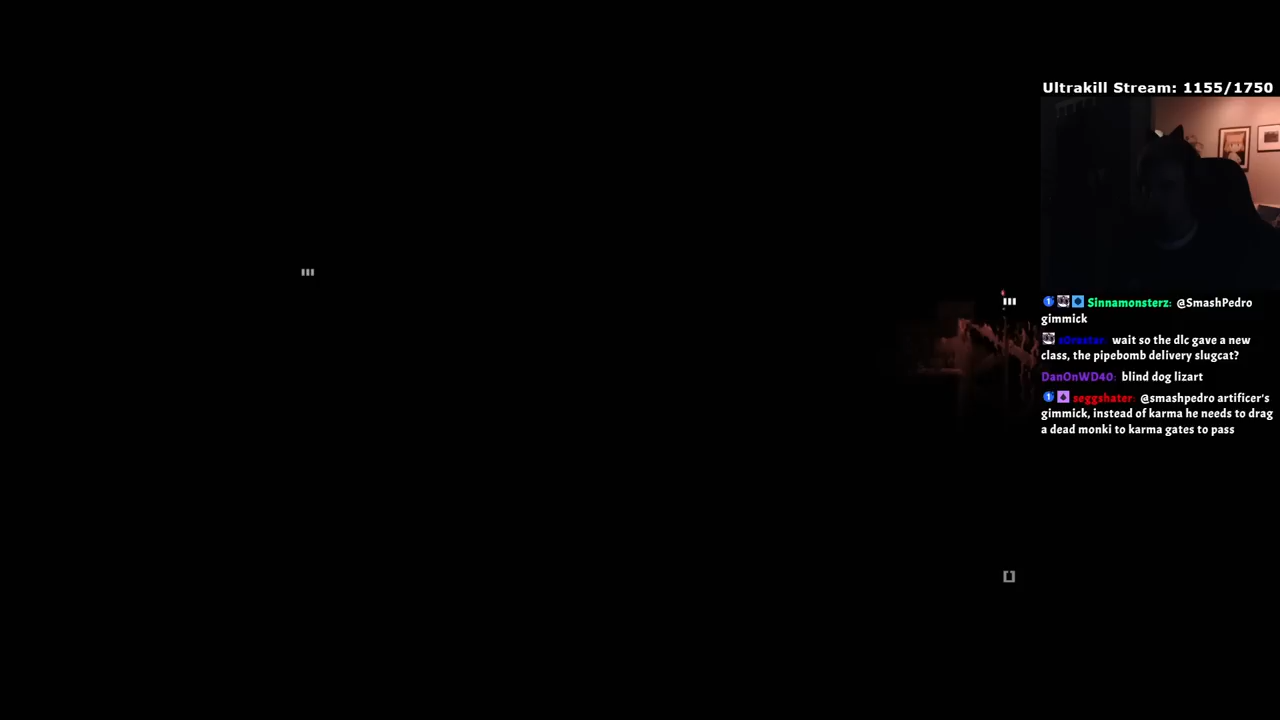 Ultrakill Stream: 1155/1750
Sinnamonsterz: @SmashPedro
gimmick
wait so the dlc gave a new
class, the pipebomb delivery slugcat?
DanOnWD40: blind dog lizart
søggshater: @smashpedro artificer's
gimmick, instead of karma he needs to drag
a dead monki to karma gates to pass